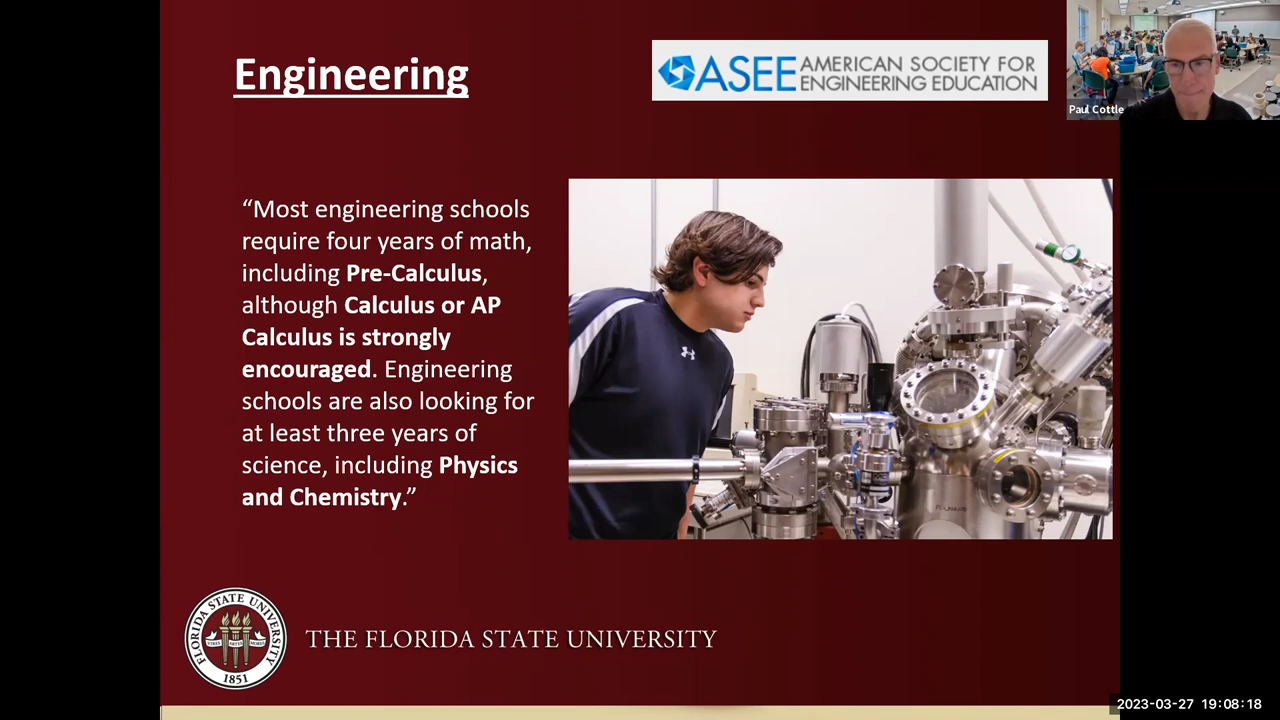 Engineering
ASEE AMERICAN SOCIETY FOR
ENGINEERING EDUCATION
Paul Cottle
“Most engineering schools
require four years of math,
including Pre-Calculus,
although Calculus or AP
Calculus is strongly
encouraged. Engineering
schools are also looking for
at least three years of
science, including Physics
and Chemistry.”
FLORIDA STATE UNIVERSITY
1851
THE FLORIDA STATE UNIVERSITY
2023-03-27 19:08:18